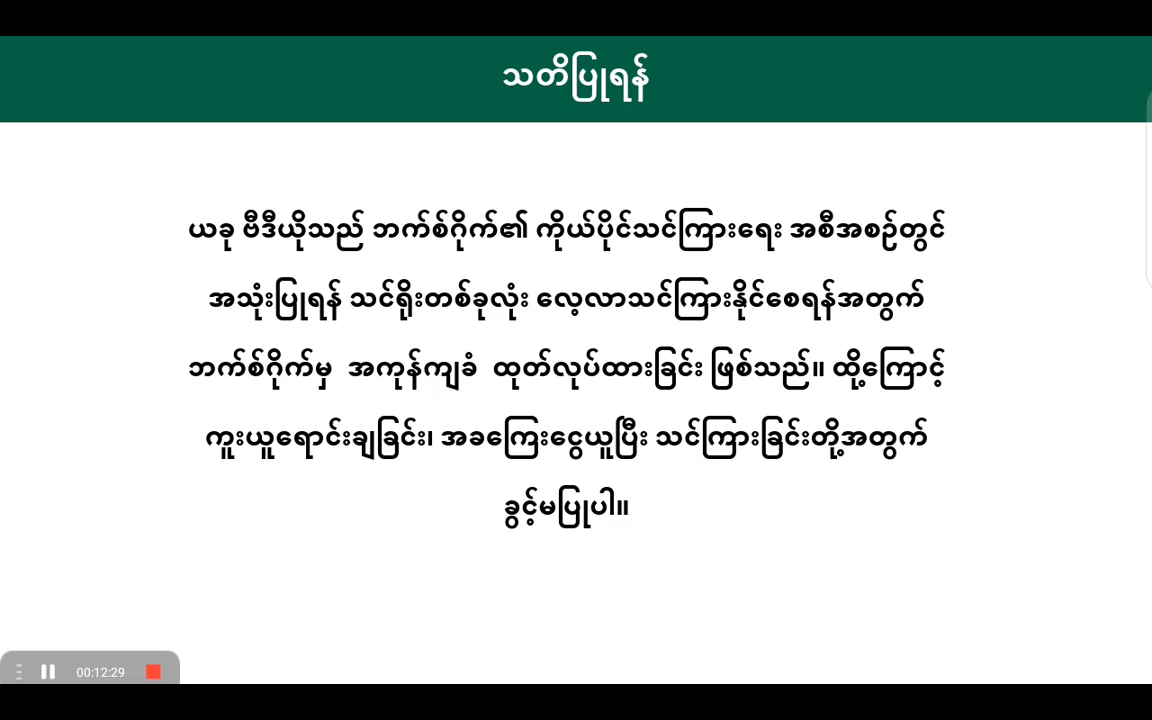 သတိပြုရန်
ယခု ဗီဒီယိုသည် ဘက်စ်ဂိုက်၏ ကိုယ်ပိုင်သင်ကြားရေး အစီအစဉ်တွင်
အသုံးပြုရန် သင်ရိုးတစ်ခုလုံး လေ့လာသင်ကြားနိုင်စေရန်အတွက်
ဘက်စ်ဂိုက်မှ အကုန်ကျခံ ထုတ်လုပ်ထားခြင်း ဖြစ်သည်။ ထို့ကြောင့်
ကူးယူရောင်းချခြင်း၊ အခကြေးငွေယူပြီး သင်ကြားခြင်းတို့အတွက်
ခွင့်မပြုပါ။
00:12:29